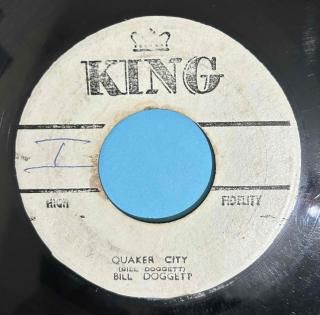 KING
I
HIGH FIDELITY
QUAKER CITY
(BILL DOGGETT)
BILL DOGGETT